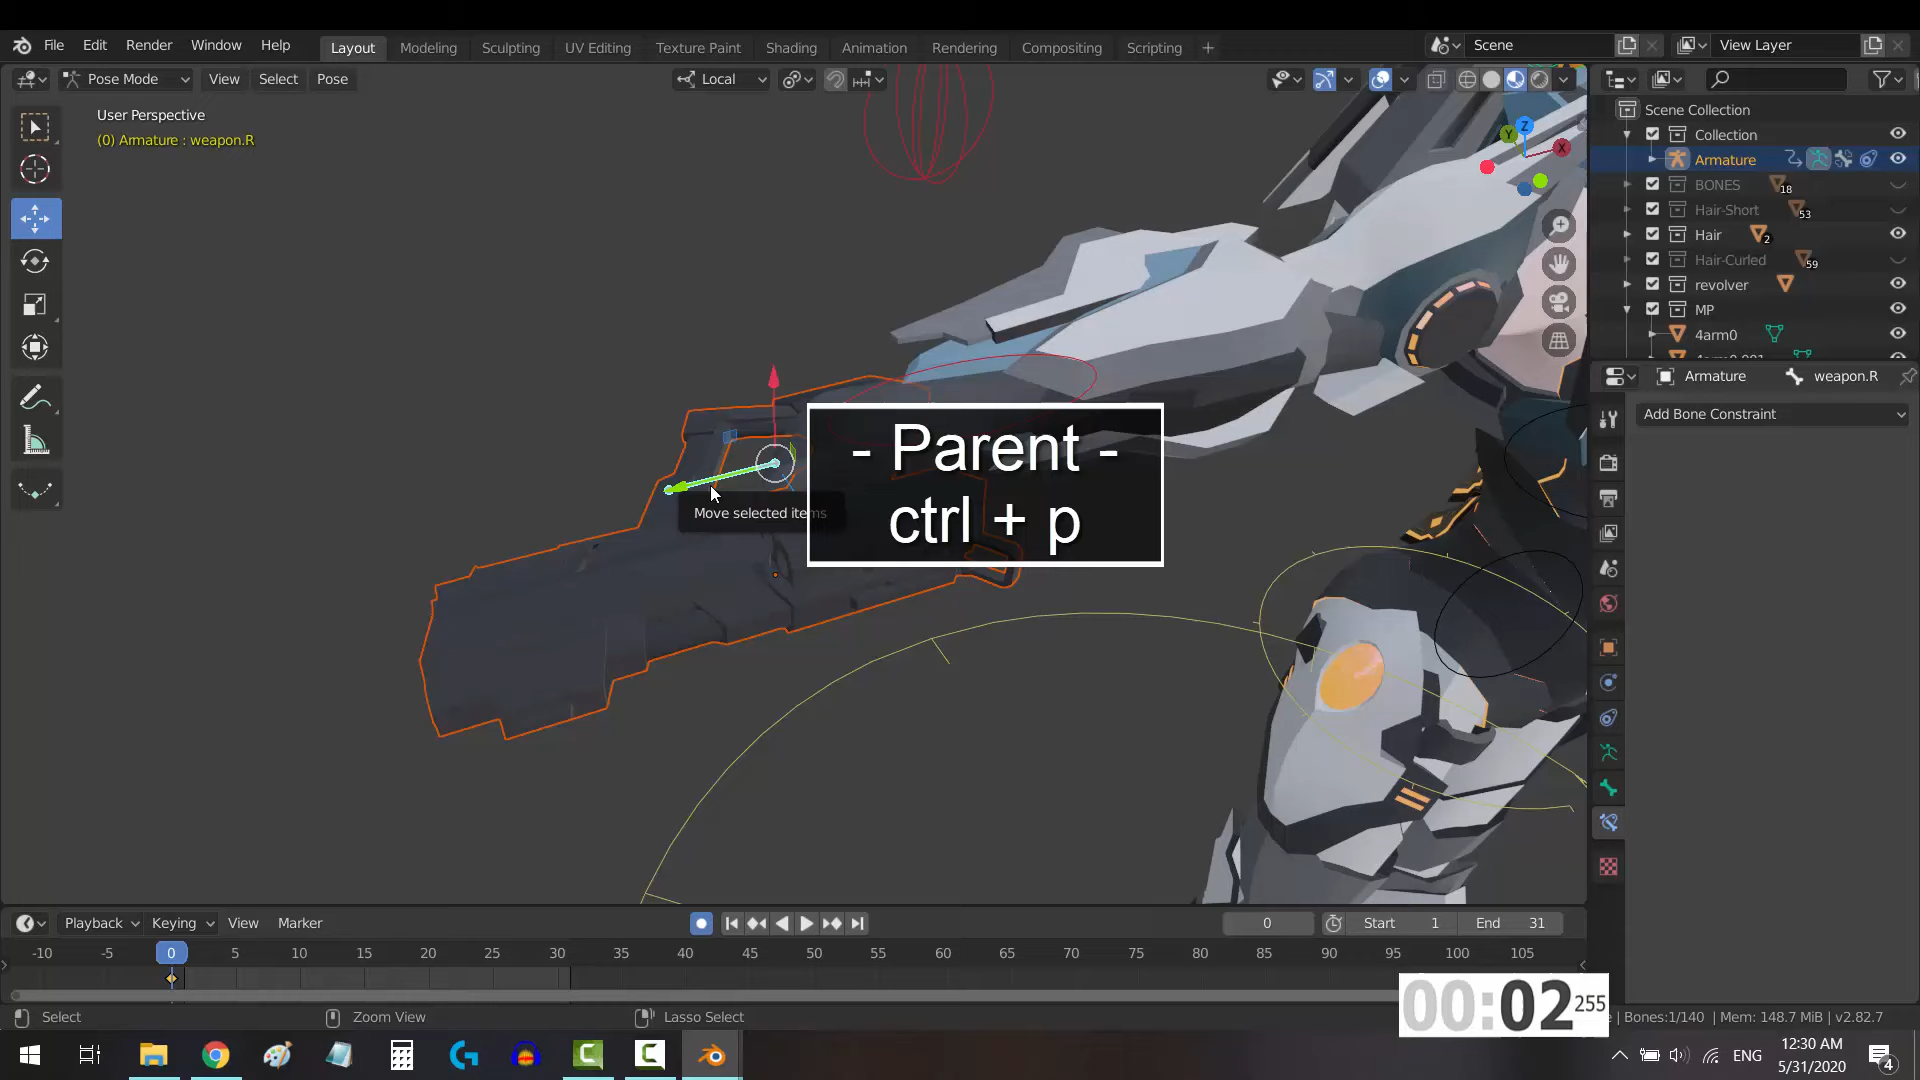 File Edit Render Window Help
Layout Modeling Sculpting UV Editing Texture Paint Shading Animation Rendering Compositing Scripting +
Scene
View Layer
Pose Mode View Select Pose
Local
User Perspective
(0) Armature : weapon.R
Z
Y
X
Scene Collection
Collection
Armature
BONES 18
Hair-Short 53
Hair 2
Hair-Curled 59
revolver
MP
4arm0
4arm0.001
Armature weapon.R
Add Bone Constraint
- Parent -
ctrl + p
Move selected items
Playback Keying View Marker
0 Start 1 End 31
-10 -5 0 5 10 15 20 25 30 35 40 45 50 55 60 65 70 75 80 85 90 95 100 105
00:02 255
Select Zoom View Lasso Select
| Bones:1/140 | Mem: 148.7 MiB | v2.82.7
ENG
12:30 AM
5/31/2020
4